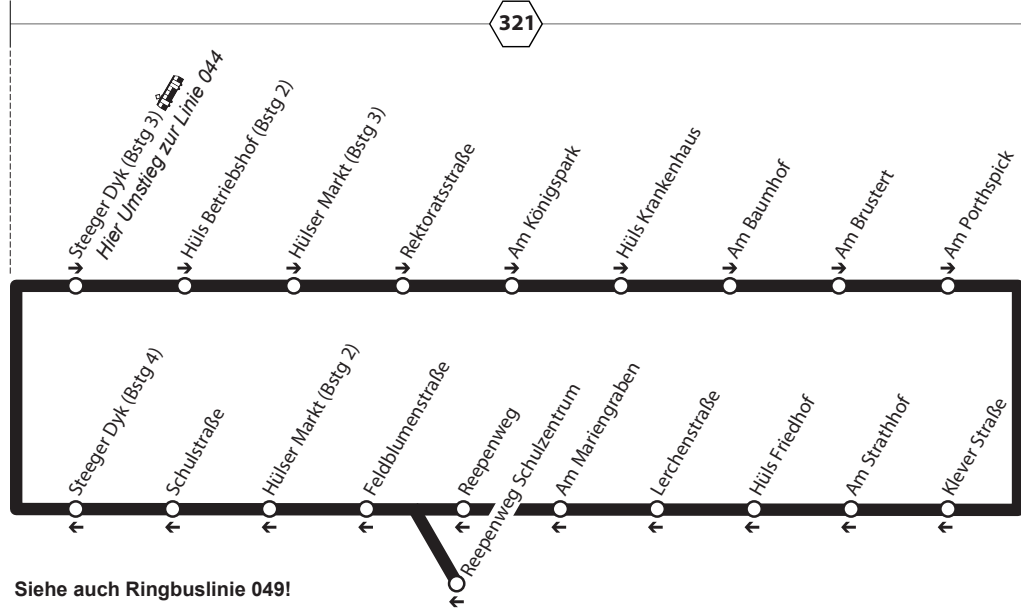 321
Steeger Dyk (Bstg 3)
Hier Umstieg zur Linie 044
Hüls Betriebshof (Bstg 2)
Hülser Markt (Bstg 3)
Rektoratsstraße
Am Königspark
Hüls Krankenhaus
Am Baumhof
Am Brustert
Am Porthspick
Steeger Dyk (Bstg 4)
Schulstraße
Hülser Markt (Bstg 2)
Feldblumenstraße
Reepenweg
Reepenweg Schulzentrum
Am Mariengraben
Lerchenstraße
Hüls Friedhof
Am Strathhof
Klever Straße
Siehe auch Ringbuslinie 049!